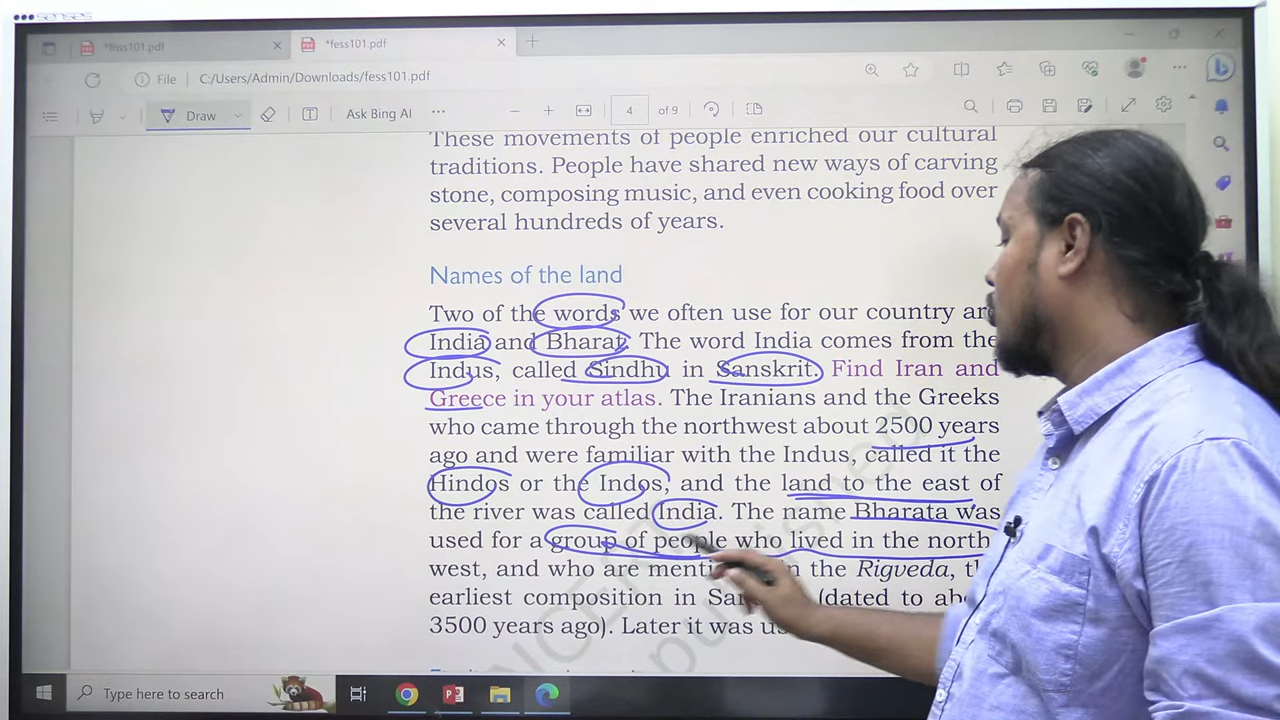 senses
*fhss101.pdf
*fess101.pdf
File C:/Users/Admin/Downloads/fess101.pdf
Draw Ask Bing AI 4 of 9
These movements of people enriched our cultural
traditions. People have shared new ways of carving
stone, composing music, and even cooking food over
several hundreds of years.
Names of the land
Two of the words we often use for our country are
India and Bharat. The word India comes from the
Indus, called Sindhu in Sanskrit. Find Iran and
Greece in your atlas. The Iranians and the Greeks
who came through the northwest about 2500 years
ago and were familiar with the Indus, called it the
Hindos or the Indos, and the land to the east of
the river was called India. The name Bharata was
used for a group of people who lived in the north
west, and who are in the Rigveda,
earliest composition in (dated to
3500 years ago). Later it was
Type here to search